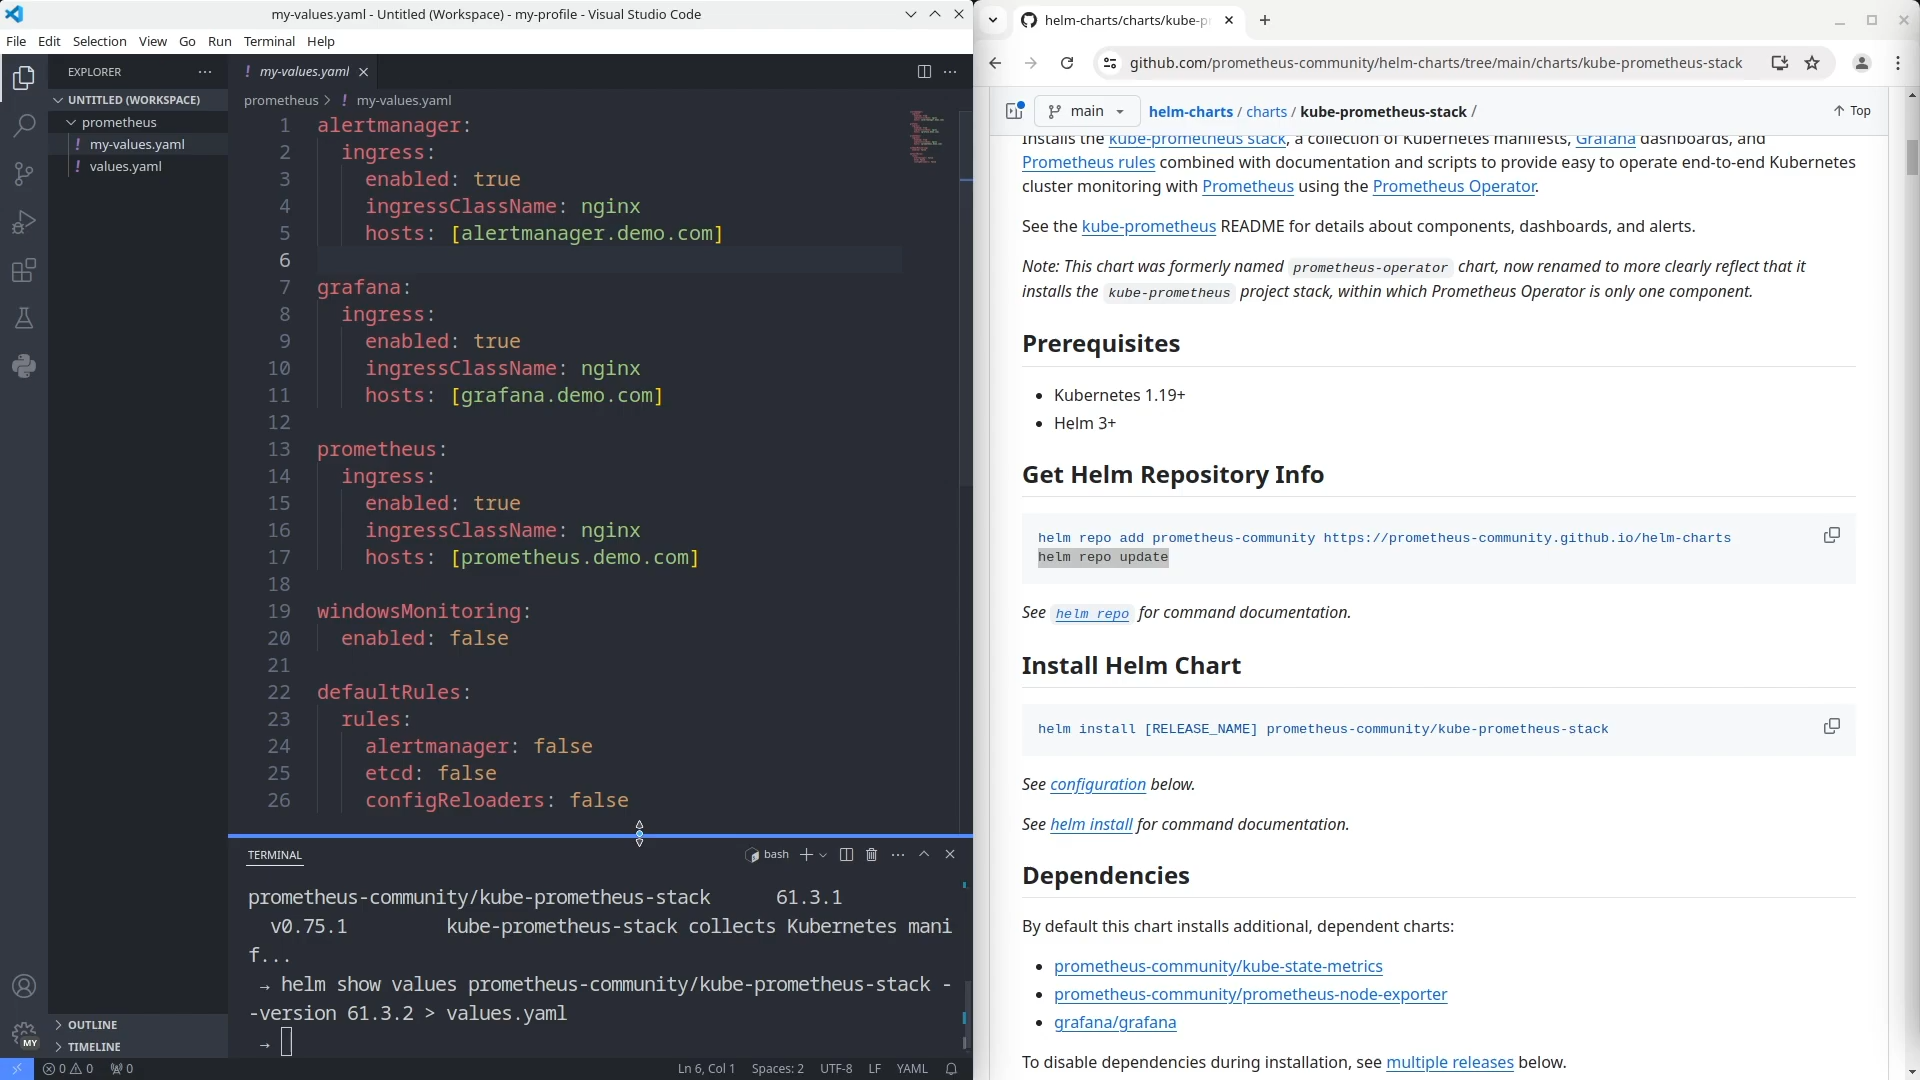 my-values.yaml - Untitled (Workspace) - my-profile - Visual Studio Code
File Edit Selection View Go Run Terminal Help
EXPLORER
UNTITLED (WORKSPACE)
prometheus
! my-values.yaml
! values.yaml
OUTLINE
TIMELINE
MY
! my-values.yaml
prometheus > ! my-values.yaml
1 alertmanager:
2 ingress:
3 enabled: true
4 ingressClassName: nginx
5 hosts: [alertmanager.demo.com]
6
7 grafana:
8 ingress:
9 enabled: true
10 ingressClassName: nginx
11 hosts: [grafana.demo.com]
12
13 prometheus:
14 ingress:
15 enabled: true
16 ingressClassName: nginx
17 hosts: [prometheus.demo.com]
18
19 windowsMonitoring:
20 enabled: false
21
22 defaultRules:
23 rules:
24 alertmanager: false
25 etcd: false
26 configReloaders: false
TERMINAL
bash
prometheus-community/kube-prometheus-stack 61.3.1
v0.75.1 kube-prometheus-stack collects Kubernetes mani
f...
→ helm show values prometheus-community/kube-prometheus-stack -
-version 61.3.2 > values.yaml
→
0 0 0
Ln 6, Col 1 Spaces: 2 UTF-8 LF YAML
helm-charts/charts/kube-p
github.com/prometheus-community/helm-charts/tree/main/charts/kube-prometheus-stack
main helm-charts / charts / kube-prometheus-stack / Top
Installs the kube-prometheus stack, a collection of Kubernetes manifests, Grafana dashboards, and
Prometheus rules combined with documentation and scripts to provide easy to operate end-to-end Kubernetes
cluster monitoring with Prometheus using the Prometheus Operator.
See the kube-prometheus README for details about components, dashboards, and alerts.
Note: This chart was formerly named prometheus-operator chart, now renamed to more clearly reflect that it
installs the kube-prometheus project stack, within which Prometheus Operator is only one component.
Prerequisites
• Kubernetes 1.19+
• Helm 3+
Get Helm Repository Info
helm repo add prometheus-community https://prometheus-community.github.io/helm-charts
helm repo update
See helm repo for command documentation.
Install Helm Chart
helm install [RELEASE_NAME] prometheus-community/kube-prometheus-stack
See configuration below.
See helm install for command documentation.
Dependencies
By default this chart installs additional, dependent charts:
• prometheus-community/kube-state-metrics
• prometheus-community/prometheus-node-exporter
• grafana/grafana
To disable dependencies during installation, see multiple releases below.